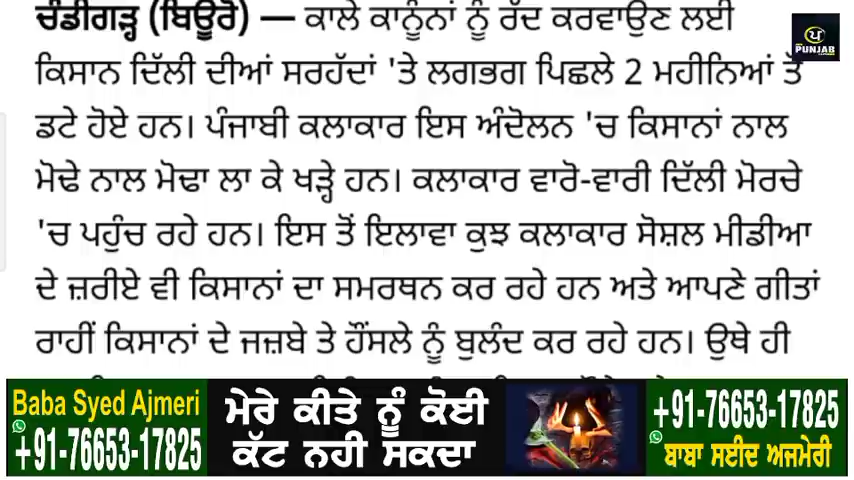 ਚੰਡੀਗੜ੍ਹ (ਬਿਊਰੋ) — ਕਾਲੇ ਕਾਨੂੰਨਾਂ ਨੂੰ ਰੱਦ ਕਰਵਾਉਣ ਲਈ
ਕਿਸਾਨ ਦਿੱਲੀ ਦੀਆਂ ਸਰਹੱਦਾਂ 'ਤੇ ਲਗਭਗ ਪਿਛਲੇ 2 ਮਹੀਨਿਆਂ ਤੋਂ
ਡਟੇ ਹੋਏ ਹਨ। ਪੰਜਾਬੀ ਕਲਾਕਾਰ ਇਸ ਅੰਦੋਲਨ 'ਚ ਕਿਸਾਨਾਂ ਨਾਲ
ਮੋਢੇ ਨਾਲ ਮੋਢਾ ਲਾ ਕੇ ਖੜ੍ਹੇ ਹਨ। ਕਲਾਕਾਰ ਵਾਰੋ-ਵਾਰੀ ਦਿੱਲੀ ਮੋਰਚੇ
'ਚ ਪਹੁੰਚ ਰਹੇ ਹਨ। ਇਸ ਤੋਂ ਇਲਾਵਾ ਕੁਝ ਕਲਾਕਾਰ ਸੋਸ਼ਲ ਮੀਡੀਆ
ਦੇ ਜ਼ਰੀਏ ਵੀ ਕਿਸਾਨਾਂ ਦਾ ਸਮਰਥਨ ਕਰ ਰਹੇ ਹਨ ਅਤੇ ਆਪਣੇ ਗੀਤਾਂ
ਰਾਹੀਂ ਕਿਸਾਨਾਂ ਦੇ ਜਜ਼ਬੇ ਤੇ ਹੌਂਸਲੇ ਨੂੰ ਬੁਲੰਦ ਕਰ ਰਹੇ ਹਨ। ਉਥੇ ਹੀ
ਪ
PUNJAB
Baba Syed Ajmeri
+91-76653-17825
ਮੇਰੇ ਕੀਤੇ ਨੂੰ ਕੋਈ
ਕੱਟ ਨਹੀ ਸਕਦਾ
+91-76653-17825
ਬਾਬਾ ਸਈਦ ਅਜਮੇਰੀ